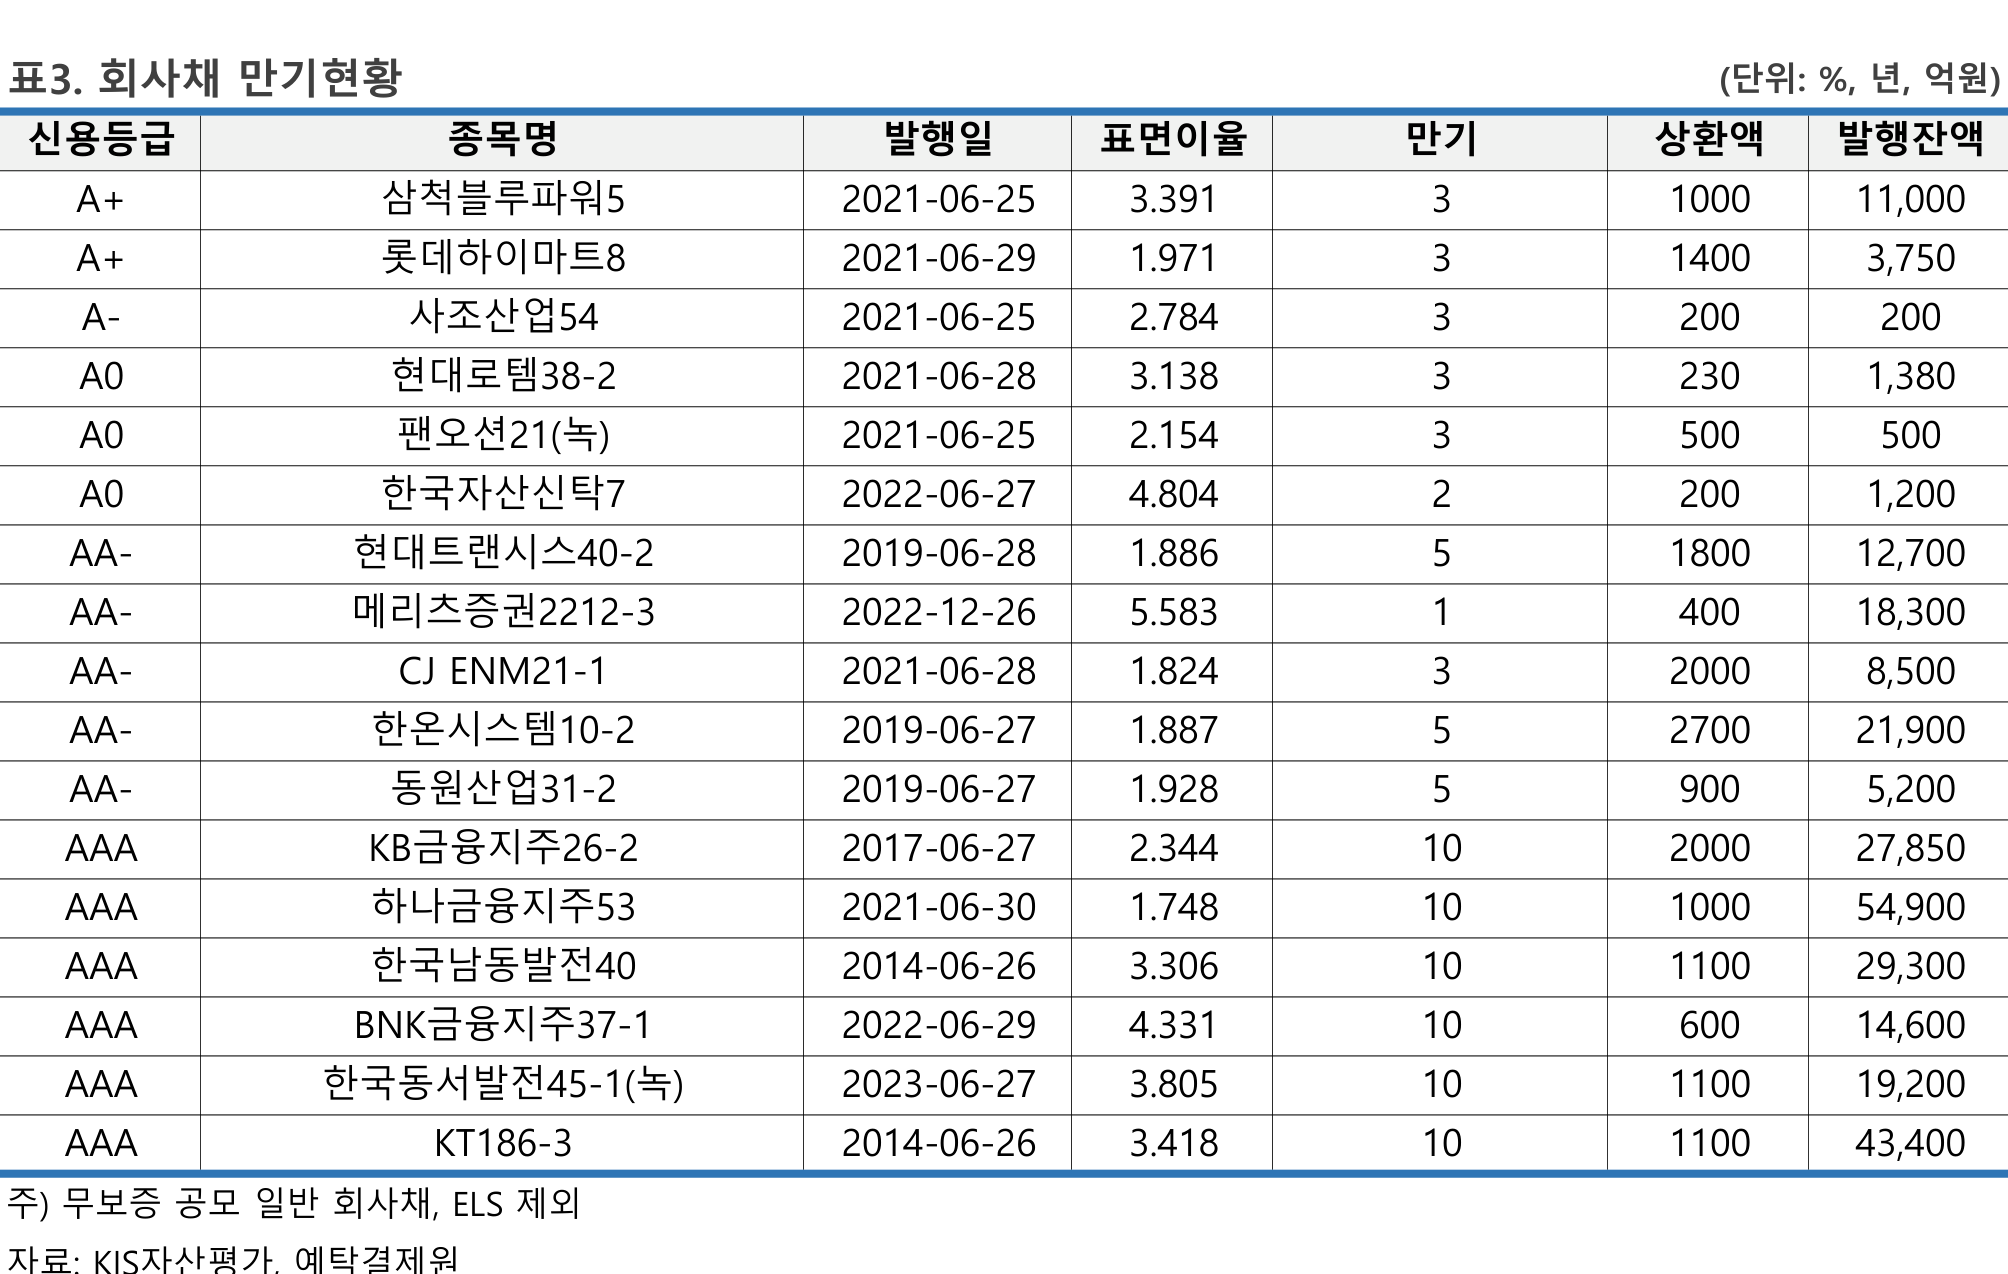 표3. 회사채 만기현황 (단위: %, 년, 억원)
신용등급 종목명 발행일 표면이율 만기 상환액 발행잔액
A+ 삼척블루파워5 2021-06-25 3.391 3 1000 11,000
A+ 롯데하이마트8 2021-06-29 1.971 3 1400 3,750
A- 사조산업54 2021-06-25 2.784 3 200 200
A0 현대로템38-2 2021-06-28 3.138 3 230 1,380
A0 팬오션21(녹) 2021-06-25 2.154 3 500 500
A0 한국자산신탁7 2022-06-27 4.804 2 200 1,200
AA- 현대트랜시스40-2 2019-06-28 1.886 5 1800 12,700
AA- 메리츠증권2212-3 2022-12-26 5.583 1 400 18,300
AA- CJ ENM21-1 2021-06-28 1.824 3 2000 8,500
AA- 한온시스템10-2 2019-06-27 1.887 5 2700 21,900
AA- 동원산업31-2 2019-06-27 1.928 5 900 5,200
AAA KB금융지주26-2 2017-06-27 2.344 10 2000 27,850
AAA 하나금융지주53 2021-06-30 1.748 10 1000 54,900
AAA 한국남동발전40 2014-06-26 3.306 10 1100 29,300
AAA BNK금융지주37-1 2022-06-29 4.331 10 600 14,600
AAA 한국동서발전45-1(녹) 2023-06-27 3.805 10 1100 19,200
AAA KT186-3 2014-06-26 3.418 10 1100 43,400
주) 무보증 공모 일반 회사채, ELS 제외
자료: KIS자산평가, 예탁결제원